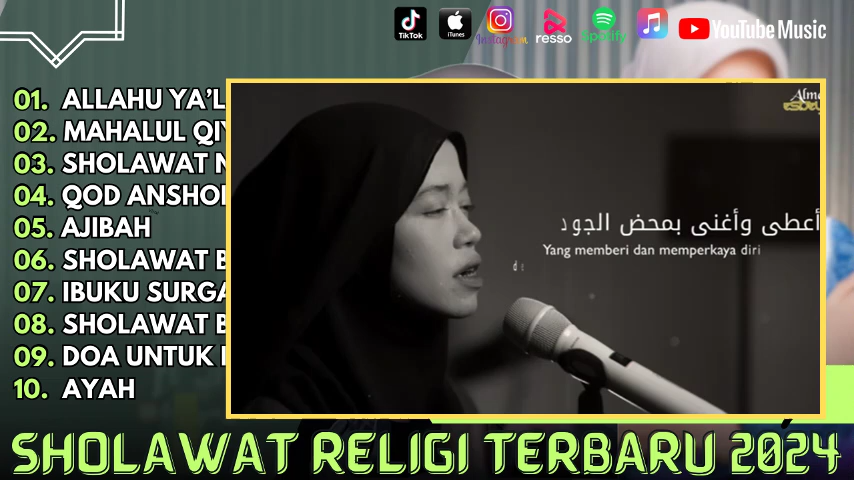 TikTok
iTunes
Instagram
resso
Spotify
YouTube Music
01. ALLAHU YA'L
02. MAHALUL QIY
03. SHOLAWAT N
04. QOD ANSHO
05. AJIBAH
06. SHOLAWAT B
07. IBUKU SURGA
08. SHOLAWAT B
09. DOA UNTUK
10. AYAH
أعطى وأغنى بمحض الجود
Yang memberi dan memperkaya diri
SHOLAWAT RELIGI TERBARU 2024